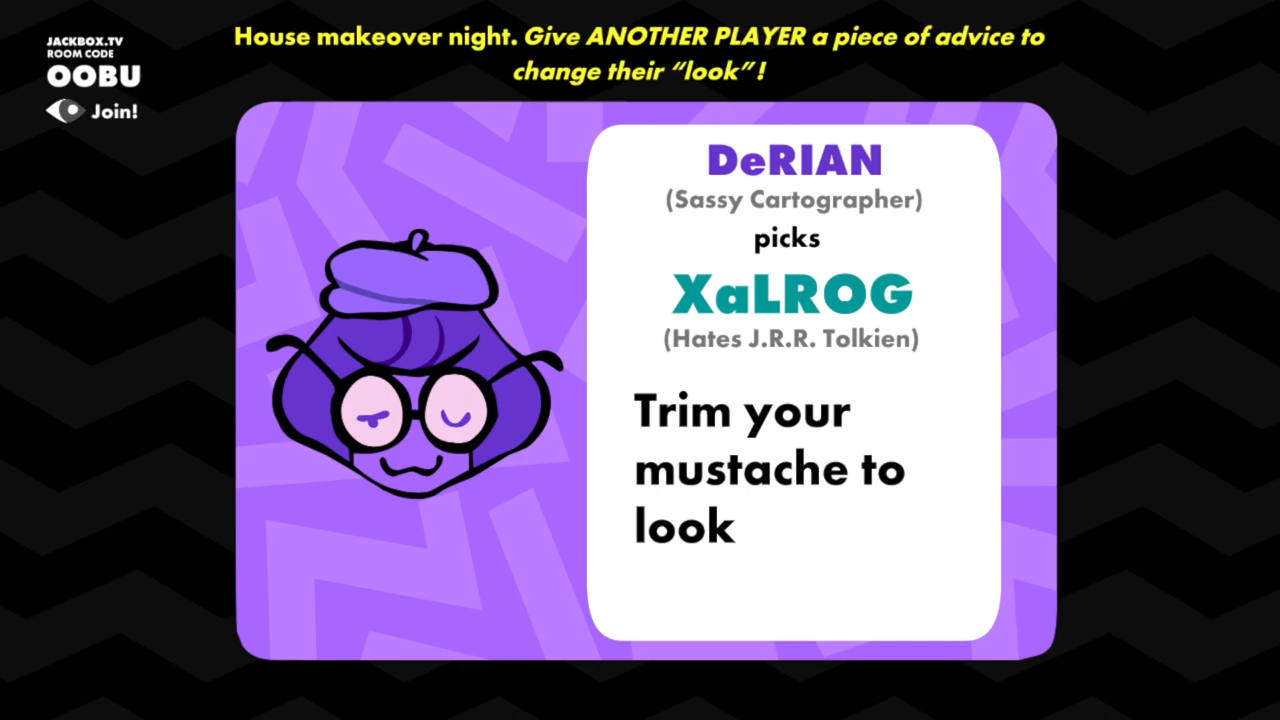 JACKBOX.TV
ROOM CODE
OOBU
Join!
House makeover night. Give ANOTHER PLAYER a piece of advice to
change their “look”!
DeRIAN
(Sassy Cartographer)
picks
XaLROG
(Hates J.R.R. Tolkien)
Trim your
mustache to
look